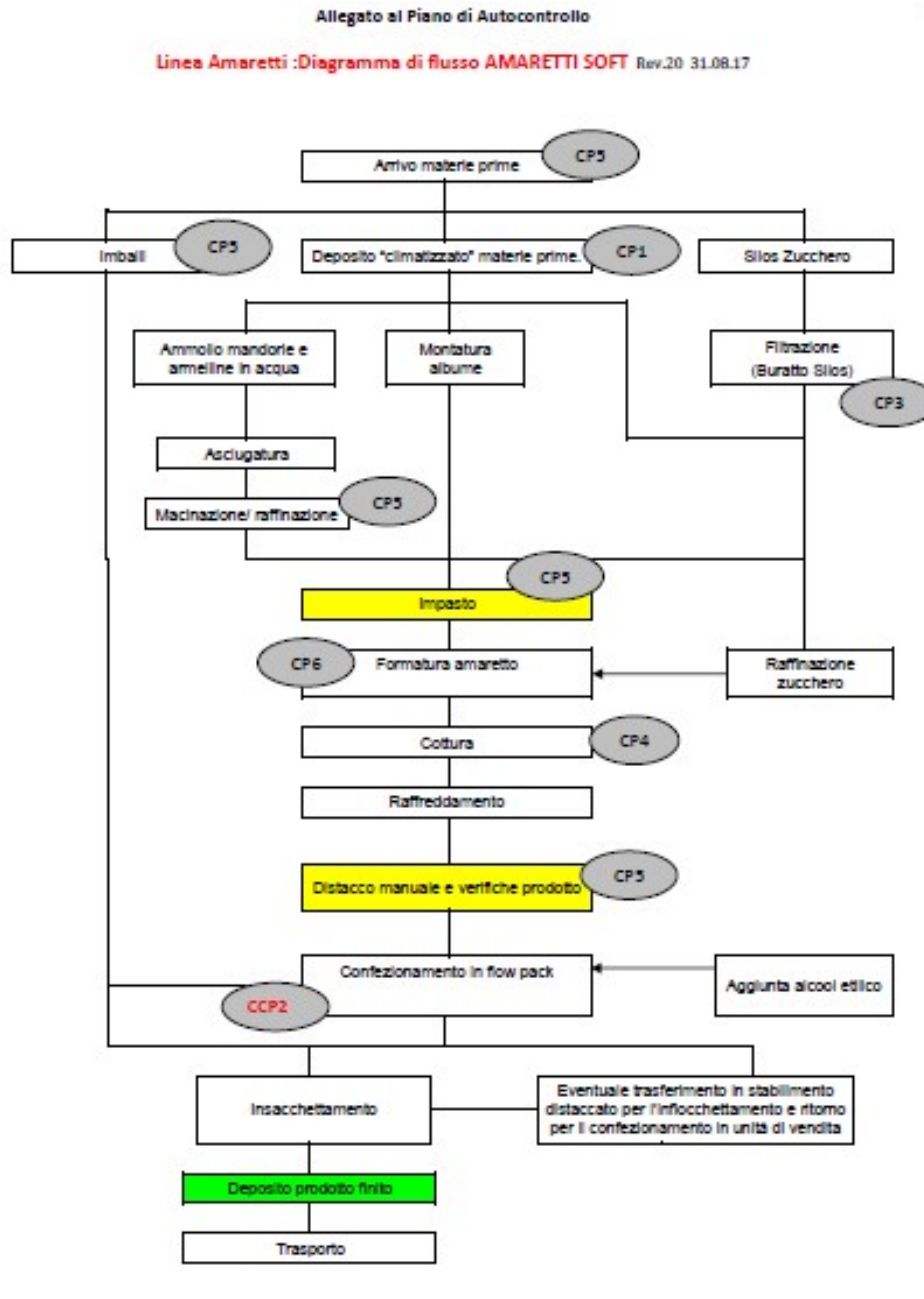 Allegato al Piano di Autocontrollo
Linea Amaretti :Diagramma di flusso AMARETTI SOFT Rev.20 31.08.17
Arrivo materie prime
CP5
Imballi
CP5
Deposito "climatizzato" materie prime.
CP1
Silos Zucchero
Ammollo mandorle e
armelline in acqua
Montatura
albume
Filtrazione
(Buratto Silos)
CP3
Asciugatura
Macinazione/ raffinazione
CP5
CP5
Impasto
CP6
Formatura amaretto
Raffinazione
zucchero
Cottura
CP4
Raffreddamento
Distacco manuale e verifiche prodotto
CP5
Confezionamento in flow pack
Aggiunta alcool etilico
CCP2
Insacchettamento
Eventuale trasferimento in stabilimento
distaccato per l'infiocchettamento e ritorno
per il confezionamento in unità di vendita
Deposito prodotto finito
Trasporto